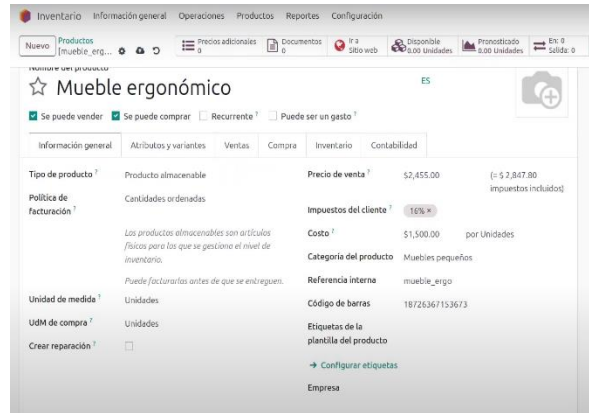 Inventario Información general Operaciones Productos Reportes Configuración
Nuevo Productos [mueble_erg... Precios adicionales 0 Documentos 0 Ir a Sitio web Disponible 0.00 Unidades Pronosticado 0.00 Unidades En: 0 Salida: 0
Nombre del producto
Mueble ergonómico ES
Se puede vender Se puede comprar Recurrente ? Puede ser un gasto ?
Información general Atributos y variantes Ventas Compra Inventario Contabilidad
Tipo de producto ? Producto almacenable
Política de facturación ? Cantidades ordenadas
Los productos almacenables son artículos
físicos para los que se gestiona el nivel de
inventario.
Puede facturarlos antes de que se entreguen.
Unidad de medida ? Unidades
UdM de compra ? Unidades
Crear reparación ?
Precio de venta ? $2,455.00 (= $ 2,847.80
impuestos incluidos)
Impuestos del cliente ? 16% ×
Costo ? $1,500.00 por Unidades
Categoría del producto Muebles pequeños
Referencia interna mueble_ergo
Código de barras 18726367153673
Etiquetas de la
plantilla del producto
→ Configurar etiquetas
Empresa